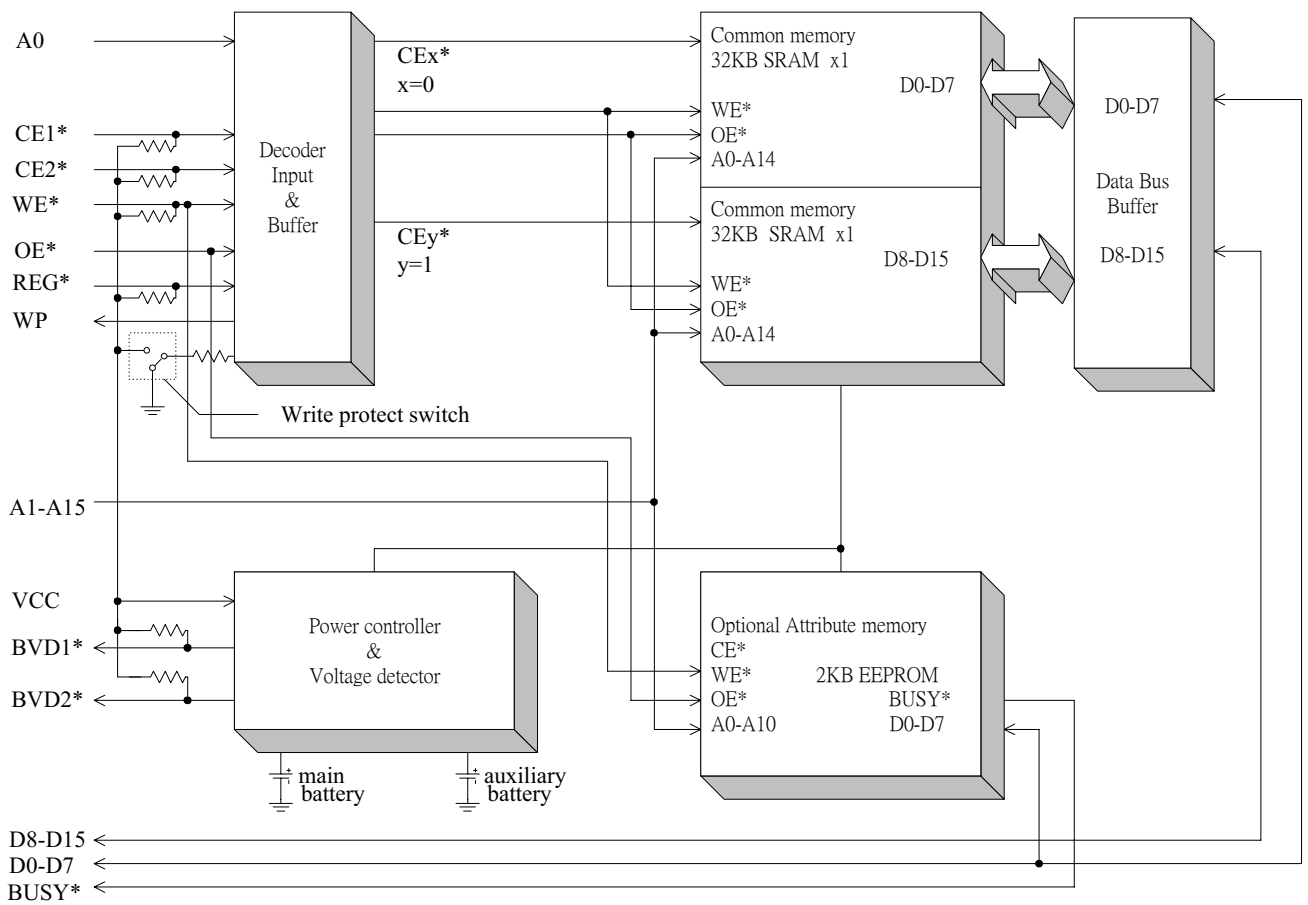 A0
CE1*
CE2*
WE*
OE*
REG*
WP
Decoder
Input
&
Buffer
CEx*
x=0
CEy*
y=1
Common memory
32KB SRAM x1
D0-D7
WE*
OE*
A0-A14
Common memory
32KB SRAM x1
D8-D15
WE*
OE*
A0-A14
D0-D7
Data Bus
Buffer
D8-D15
Write protect switch
A1-A15
VCC
BVD1*
BVD2*
Power controller
&
Voltage detector
main
battery
auxiliary
battery
Optional Attribute memory
CE*
WE* 2KB EEPROM
OE* BUSY*
A0-A10 D0-D7
D8-D15
D0-D7
BUSY*